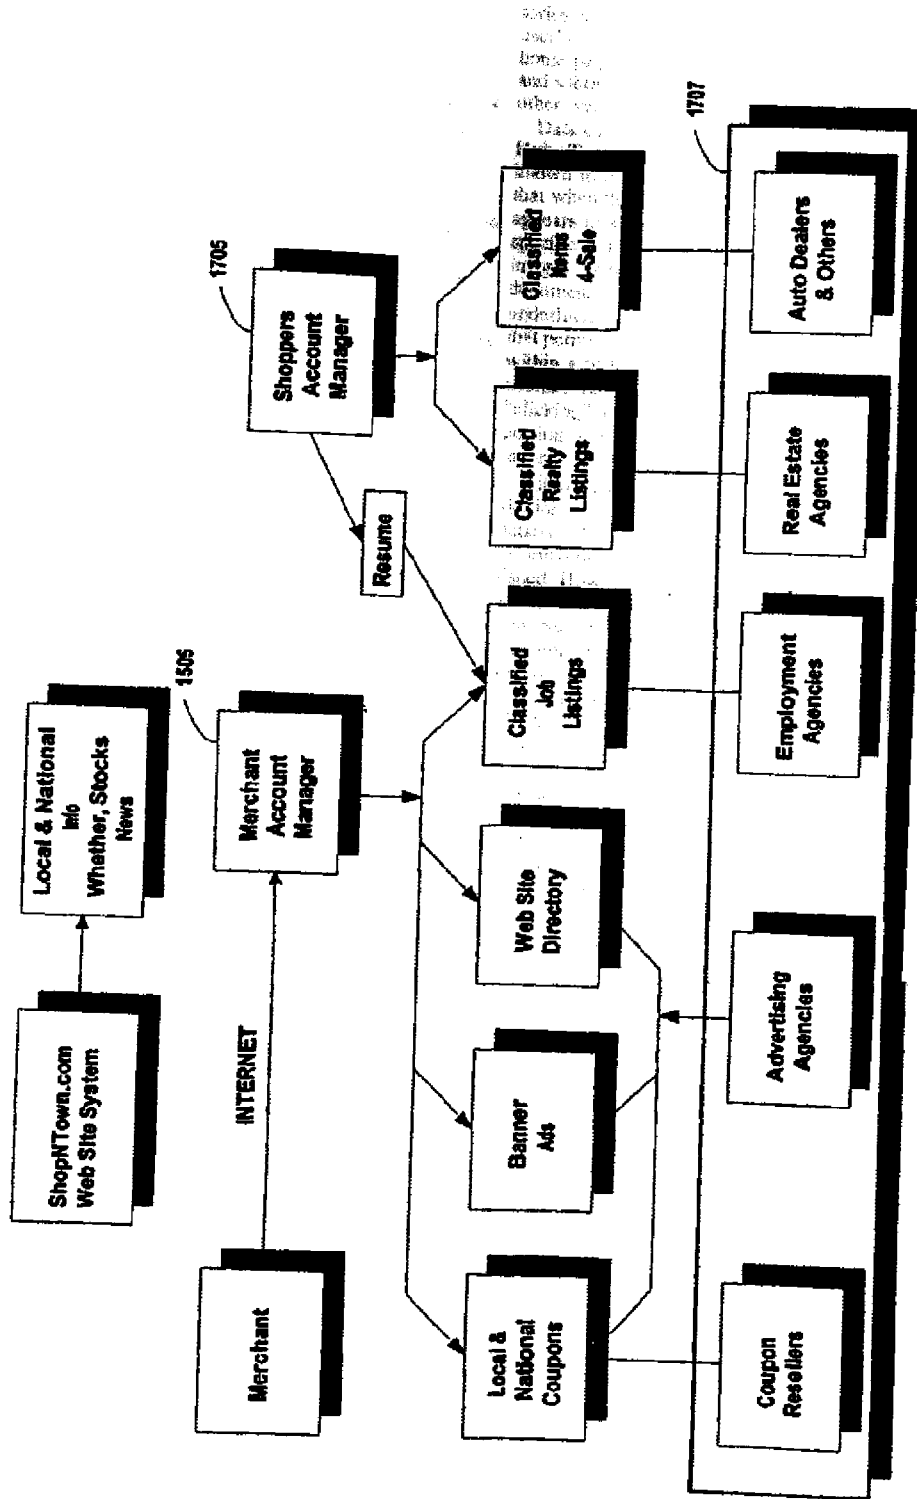 ShopNTown.com
Web Site System
Local & National
Info
Whether, Stocks
News
Merchant
INTERNET
1505
Merchant
Account
Manager
Resume
1705
Shoppers
Account
Manager
Local &
National
Coupons
Banner
Ads
Web Site
Directory
Classified
Job
Listings
Classified
Realty
Listings
Classified
Items
4-Sale
1707
Coupon
Resellers
Advertising
Agencies
Employment
Agencies
Real Estate
Agencies
Auto Dealers
& Others